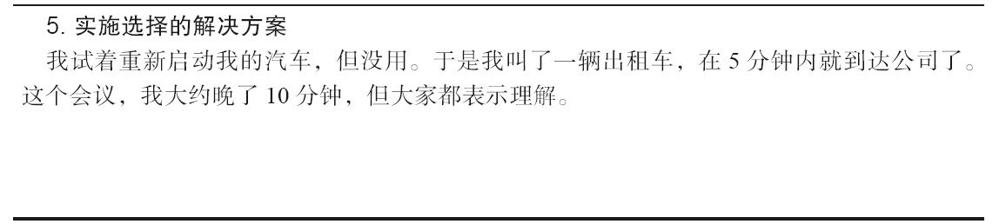 5. 实施选择的解决方案
我试着重新启动我的汽车，但没用。于是我叫了一辆出租车，在 5 分钟内就到达公司了。
这个会议，我大约晚了 10 分钟，但大家都表示理解。